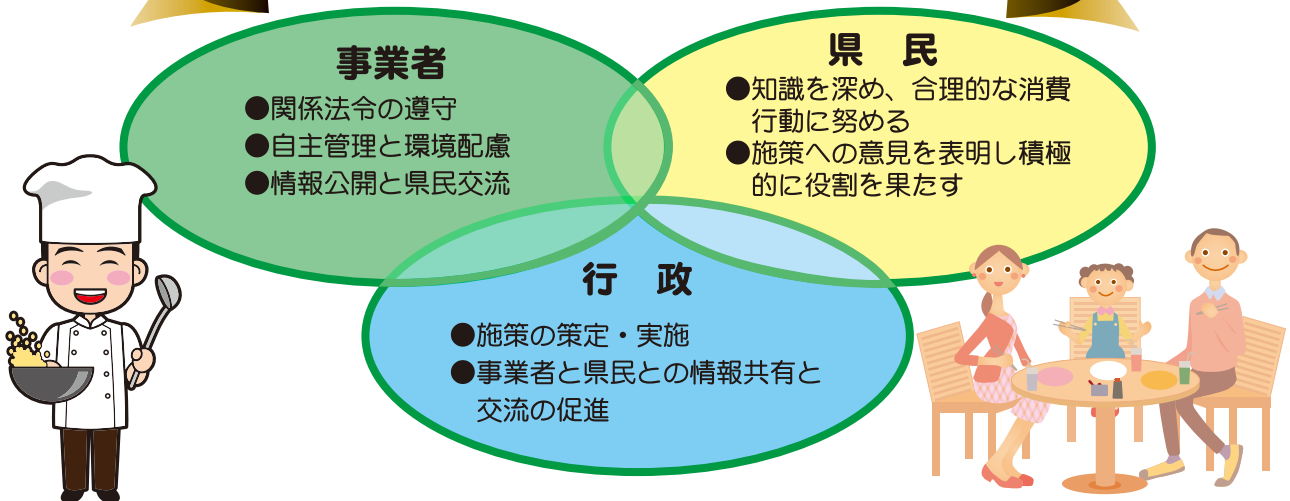 事業者
●関係法令の遵守
●自主管理と環境配慮
●情報公開と県民交流
県　民
●知識を深め、合理的な消費
行動に努める
●施策への意見を表明し積極
的に役割を果たす
行　政
●施策の策定・実施
●事業者と県民との情報共有と
交流の促進